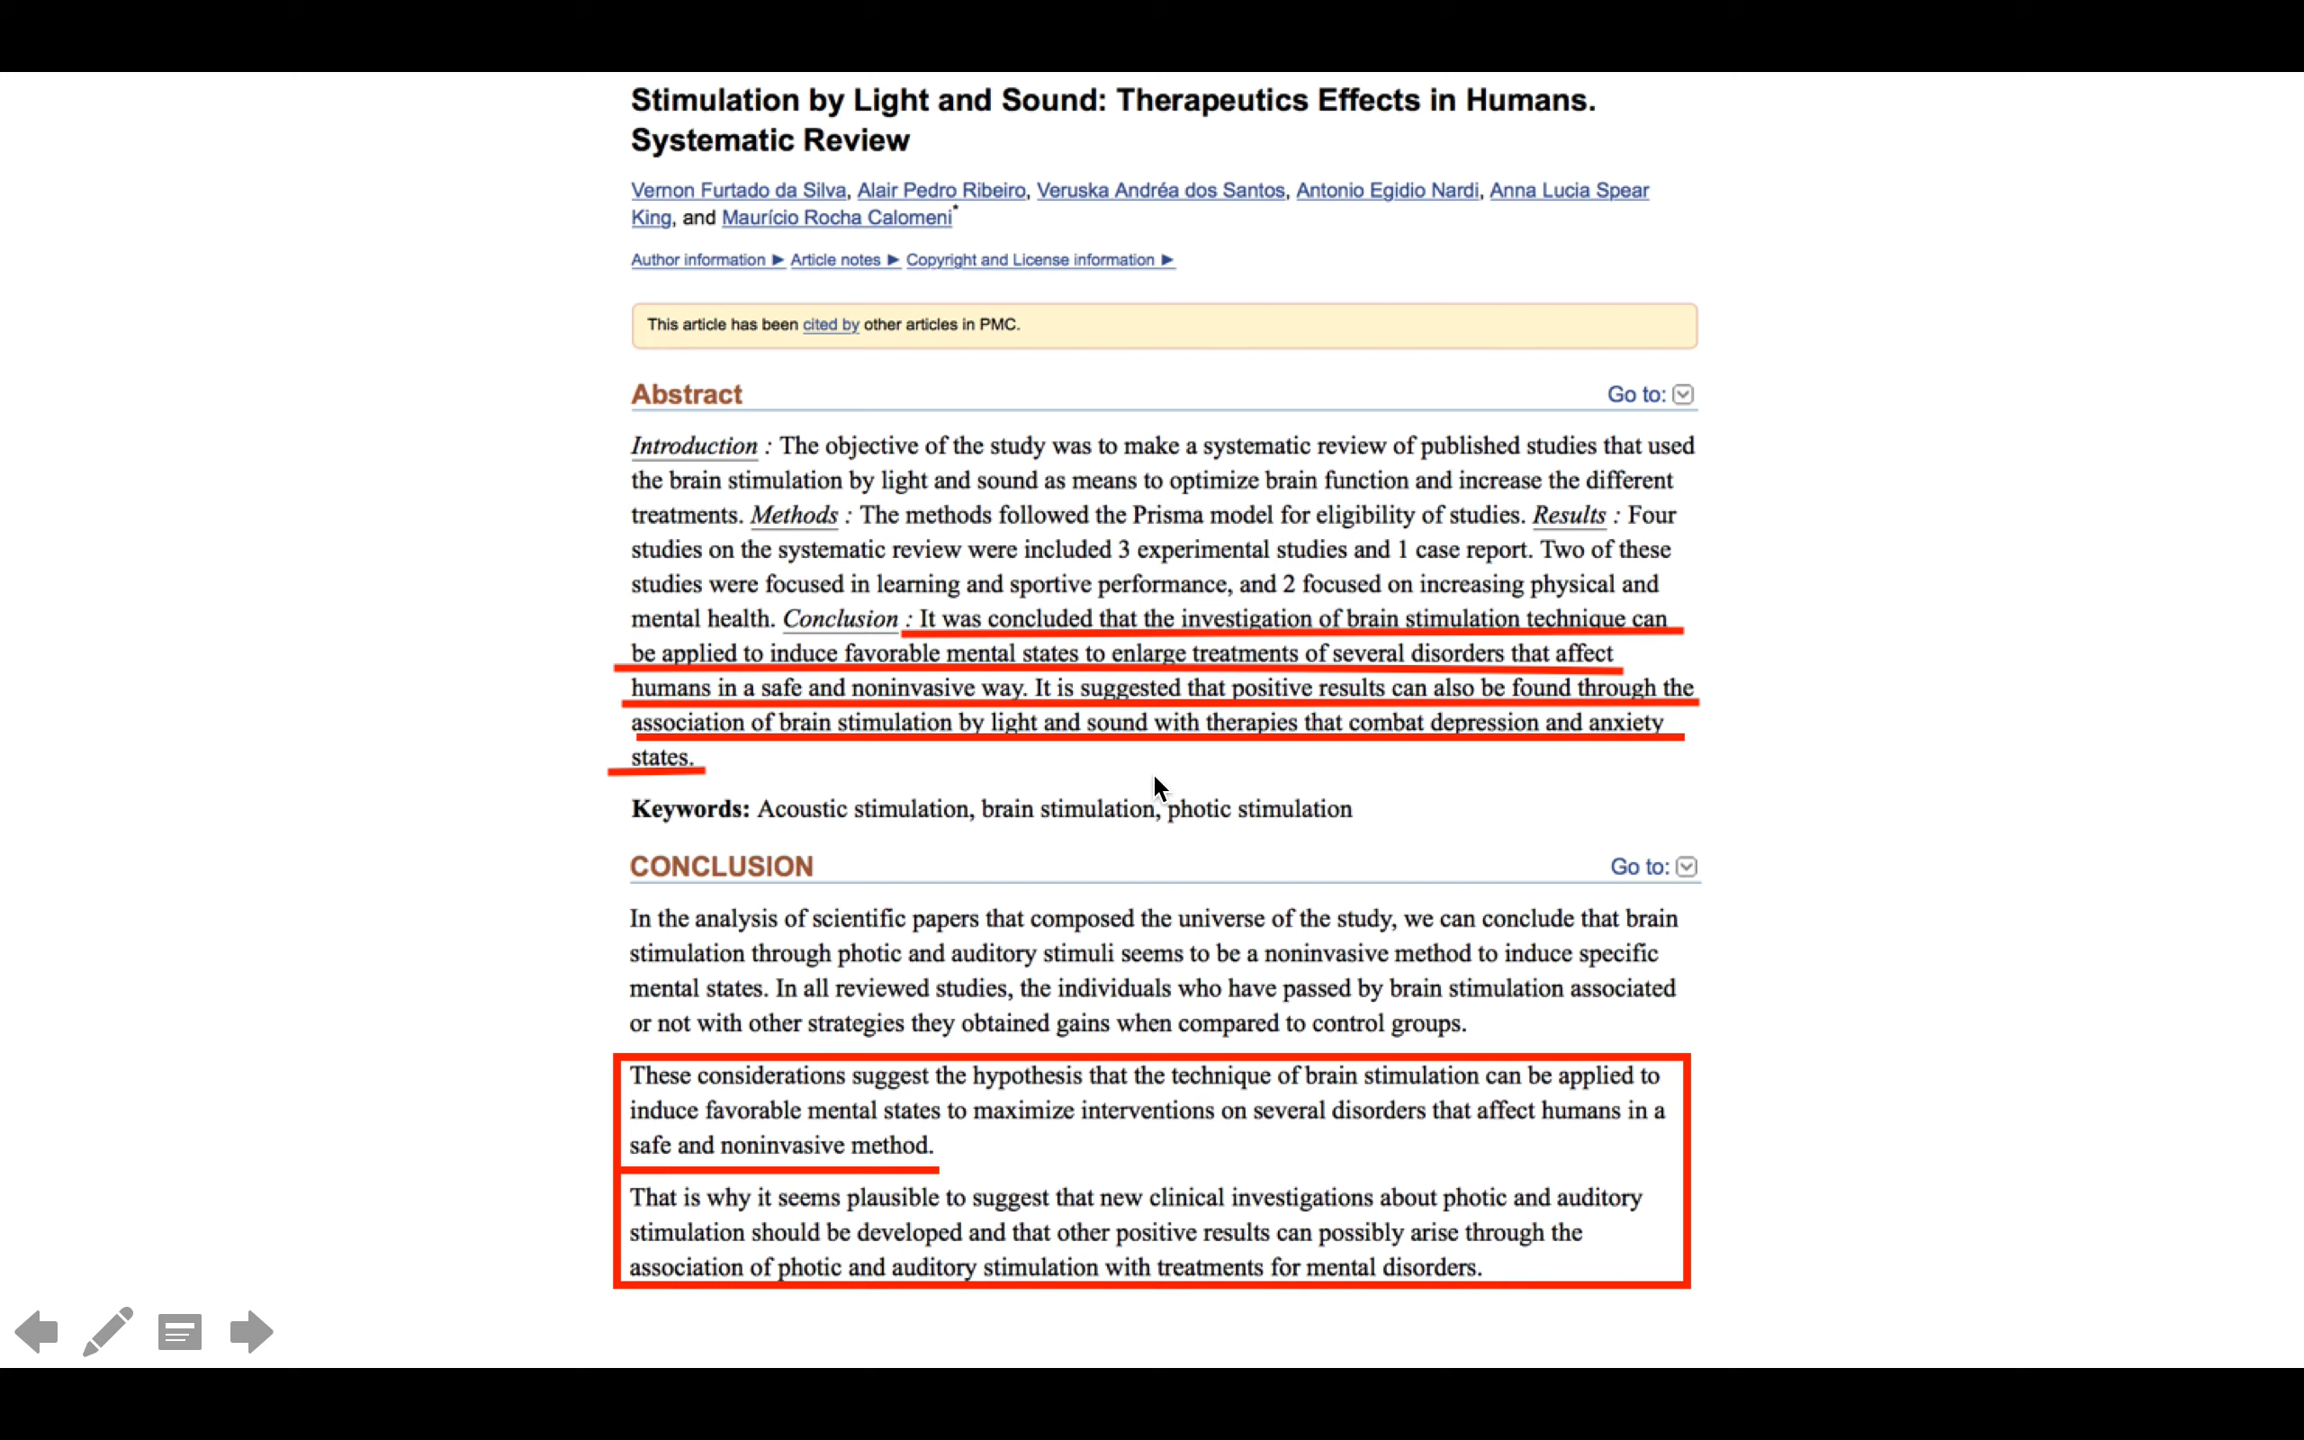 Stimulation by Light and Sound: Therapeutics Effects in Humans.
Systematic Review
Vernon Furtado da Silva, Alair Pedro Ribeiro, Veruska Andréa dos Santos, Antonio Egidio Nardi, Anna Lucia Spear
King, and Maurício Rocha Calomeni*
Author information ► Article notes ► Copyright and License information ►
This article has been cited by other articles in PMC.
Abstract Go to:
Introduction : The objective of the study was to make a systematic review of published studies that used
the brain stimulation by light and sound as means to optimize brain function and increase the different
treatments. Methods : The methods followed the Prisma model for eligibility of studies. Results : Four
studies on the systematic review were included 3 experimental studies and 1 case report. Two of these
studies were focused in learning and sportive performance, and 2 focused on increasing physical and
mental health. Conclusion : It was concluded that the investigation of brain stimulation technique can
be applied to induce favorable mental states to enlarge treatments of several disorders that affect
humans in a safe and noninvasive way. It is suggested that positive results can also be found through the
association of brain stimulation by light and sound with therapies that combat depression and anxiety
states.
Keywords: Acoustic stimulation, brain stimulation, photic stimulation
CONCLUSION Go to:
In the analysis of scientific papers that composed the universe of the study, we can conclude that brain
stimulation through photic and auditory stimuli seems to be a noninvasive method to induce specific
mental states. In all reviewed studies, the individuals who have passed by brain stimulation associated
or not with other strategies they obtained gains when compared to control groups.
These considerations suggest the hypothesis that the technique of brain stimulation can be applied to
induce favorable mental states to maximize interventions on several disorders that affect humans in a
safe and noninvasive method.
That is why it seems plausible to suggest that new clinical investigations about photic and auditory
stimulation should be developed and that other positive results can possibly arise through the
association of photic and auditory stimulation with treatments for mental disorders.